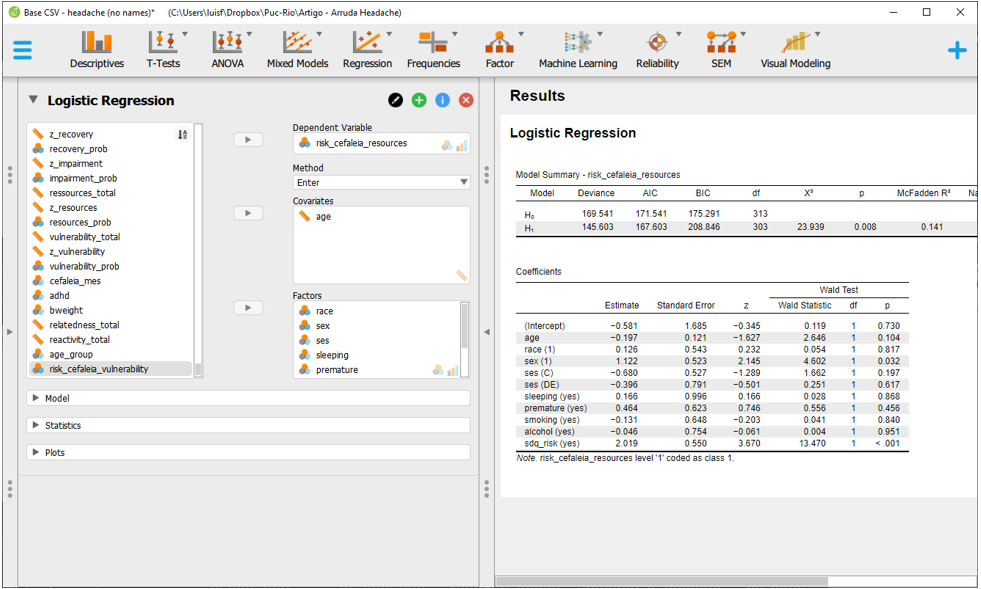 Base CSV - headache (no names)* (C:\Users\luisf\Dropbox\Puc-Rio\Artigo - Arruda Headache)
Descriptives T-Tests ANOVA Mixed Models Regression Frequencies Factor Machine Learning Reliability SEM Visual Modeling
Logistic Regression
z_recovery
recovery_prob
z_impairment
impairment_prob
ressources_total
z_resources
resources_prob
vulnerability_total
z_vulnerability
vulnerability_prob
cefaleia_mes
adhd
bweight
relatedness_total
reactivity_total
age_group
risk_cefaleia_vulnerability
Dependent Variable
risk_cefaleia_resources
Method
Enter
Covariates
age
Factors
race
sex
ses
sleeping
premature
Model
Statistics
Plots
Results
Logistic Regression
Model Summary - risk_cefaleia_resources
Model Deviance AIC BIC df X² p McFadden R² Na
H₀ 169.541 171.541 175.291 313
H₁ 145.603 167.603 208.846 303 23.939 0.008 0.141
Coefficients
Wald Test
Estimate Standard Error z Wald Statistic df p
(Intercept) −0.581 1.685 −0.345 0.119 1 0.730
age −0.197 0.121 −1.627 2.646 1 0.104
race (1) 0.126 0.543 0.232 0.054 1 0.817
sex (1) 1.122 0.523 2.145 4.602 1 0.032
ses (C) −0.680 0.527 −1.289 1.662 1 0.197
ses (DE) −0.396 0.791 −0.501 0.251 1 0.617
sleeping (yes) 0.166 0.996 0.166 0.028 1 0.868
premature (yes) 0.464 0.623 0.746 0.556 1 0.456
smoking (yes) −0.131 0.648 −0.203 0.041 1 0.840
alcohol (yes) −0.046 0.754 −0.061 0.004 1 0.951
sdq_risk (yes) 2.019 0.550 3.670 13.470 1 < .001
Note. risk_cefaleia_resources level '1' coded as class 1.